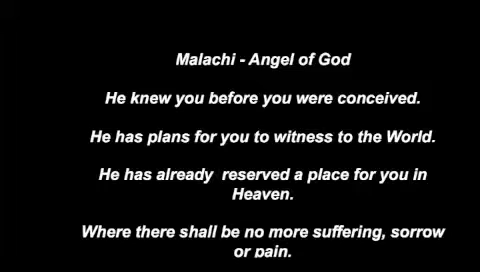 Malachi - Angel of God
He knew you before you were conceived.
He has plans for you to witness to the World.
He has already  reserved a place for you in
Heaven.
Where there shall be no more suffering, sorrow
or pain.